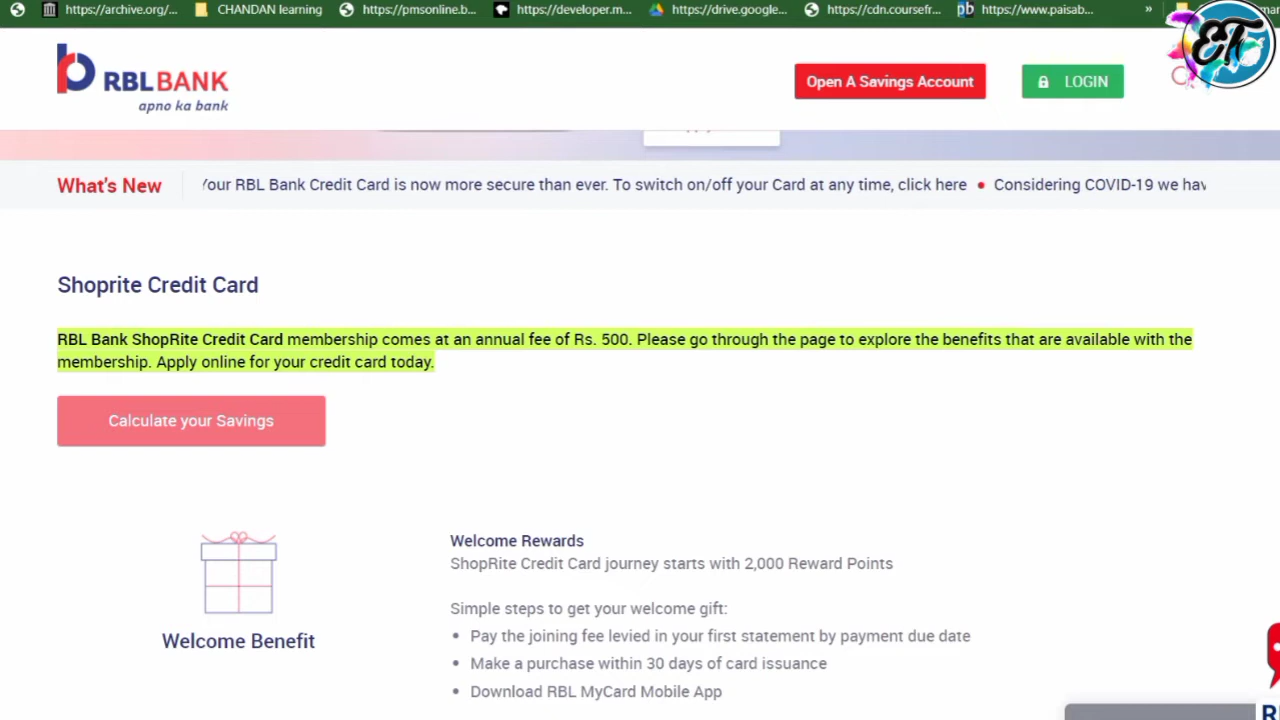 https://archive.org/...
CHANDAN learning
https://pmsonline.b...
https://developer.m...
https://drive.google...
https://cdn.coursefr...
https://www.paisab...
»
ET
RBL BANK
apno ka bank
Open A Savings Account
LOGIN
What's New
Your RBL Bank Credit Card is now more secure than ever. To switch on/off your Card at any time, click here • Considering COVID-19 we hav
Shoprite Credit Card
RBL Bank ShopRite Credit Card membership comes at an annual fee of Rs. 500. Please go through the page to explore the benefits that are available with the
membership. Apply online for your credit card today.
Calculate your Savings
Welcome Benefit
Welcome Rewards
ShopRite Credit Card journey starts with 2,000 Reward Points
Simple steps to get your welcome gift:
• Pay the joining fee levied in your first statement by payment due date
• Make a purchase within 30 days of card issuance
• Download RBL MyCard Mobile App